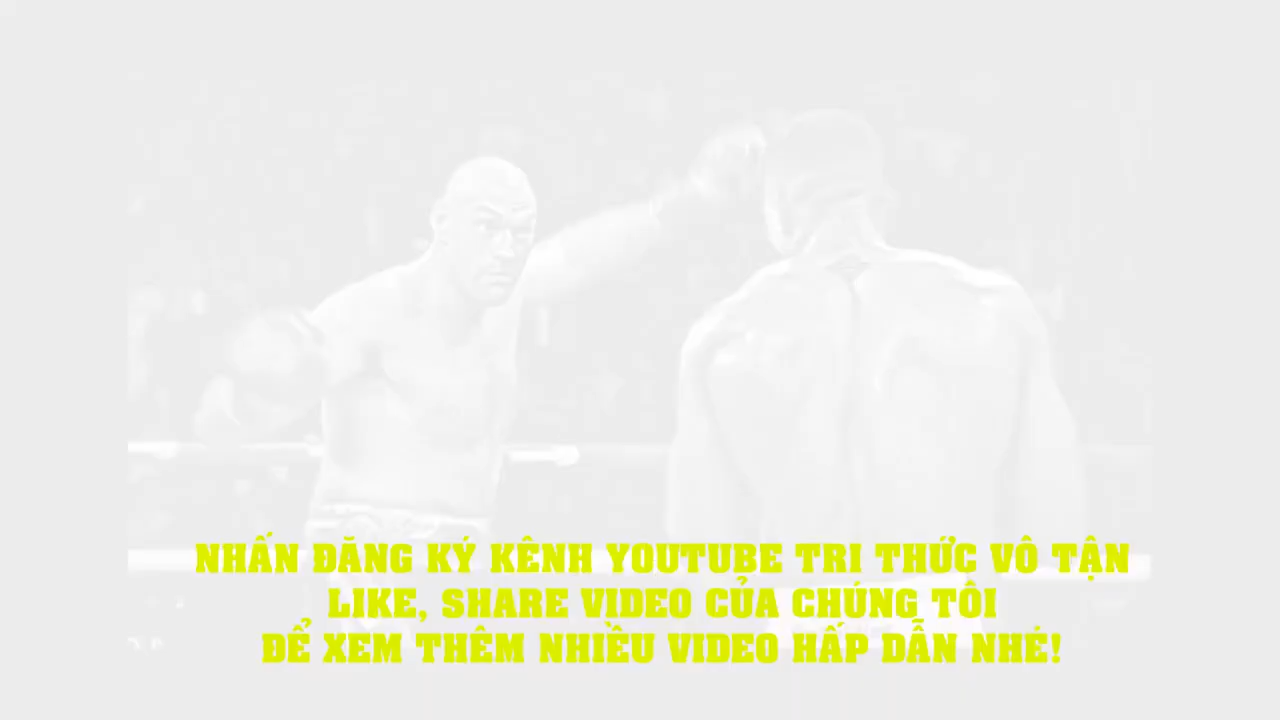 NHẤN ĐĂNG KÝ KÊNH YOUTUBE TRI THỨC VÔ TẬN
LIKE, SHARE VIDEO CỦA CHÚNG TÔI
ĐỂ XEM THÊM NHIỀU VIDEO HẤP DẪN NHÉ!